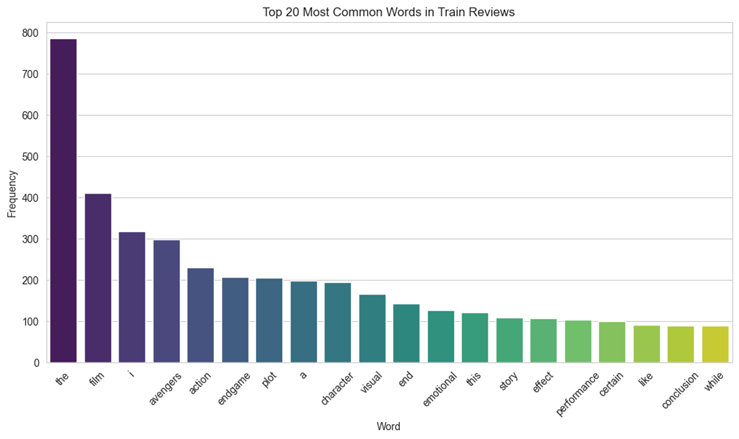 Top 20 Most Common Words in Train Reviews
Frequency
800
700
600
500
400
300
200
100
0
the
film
i
avengers
action
endgame
plot
a
character
visual
end
emotional
this
story
effect
performance
certain
like
conclusion
while
Word